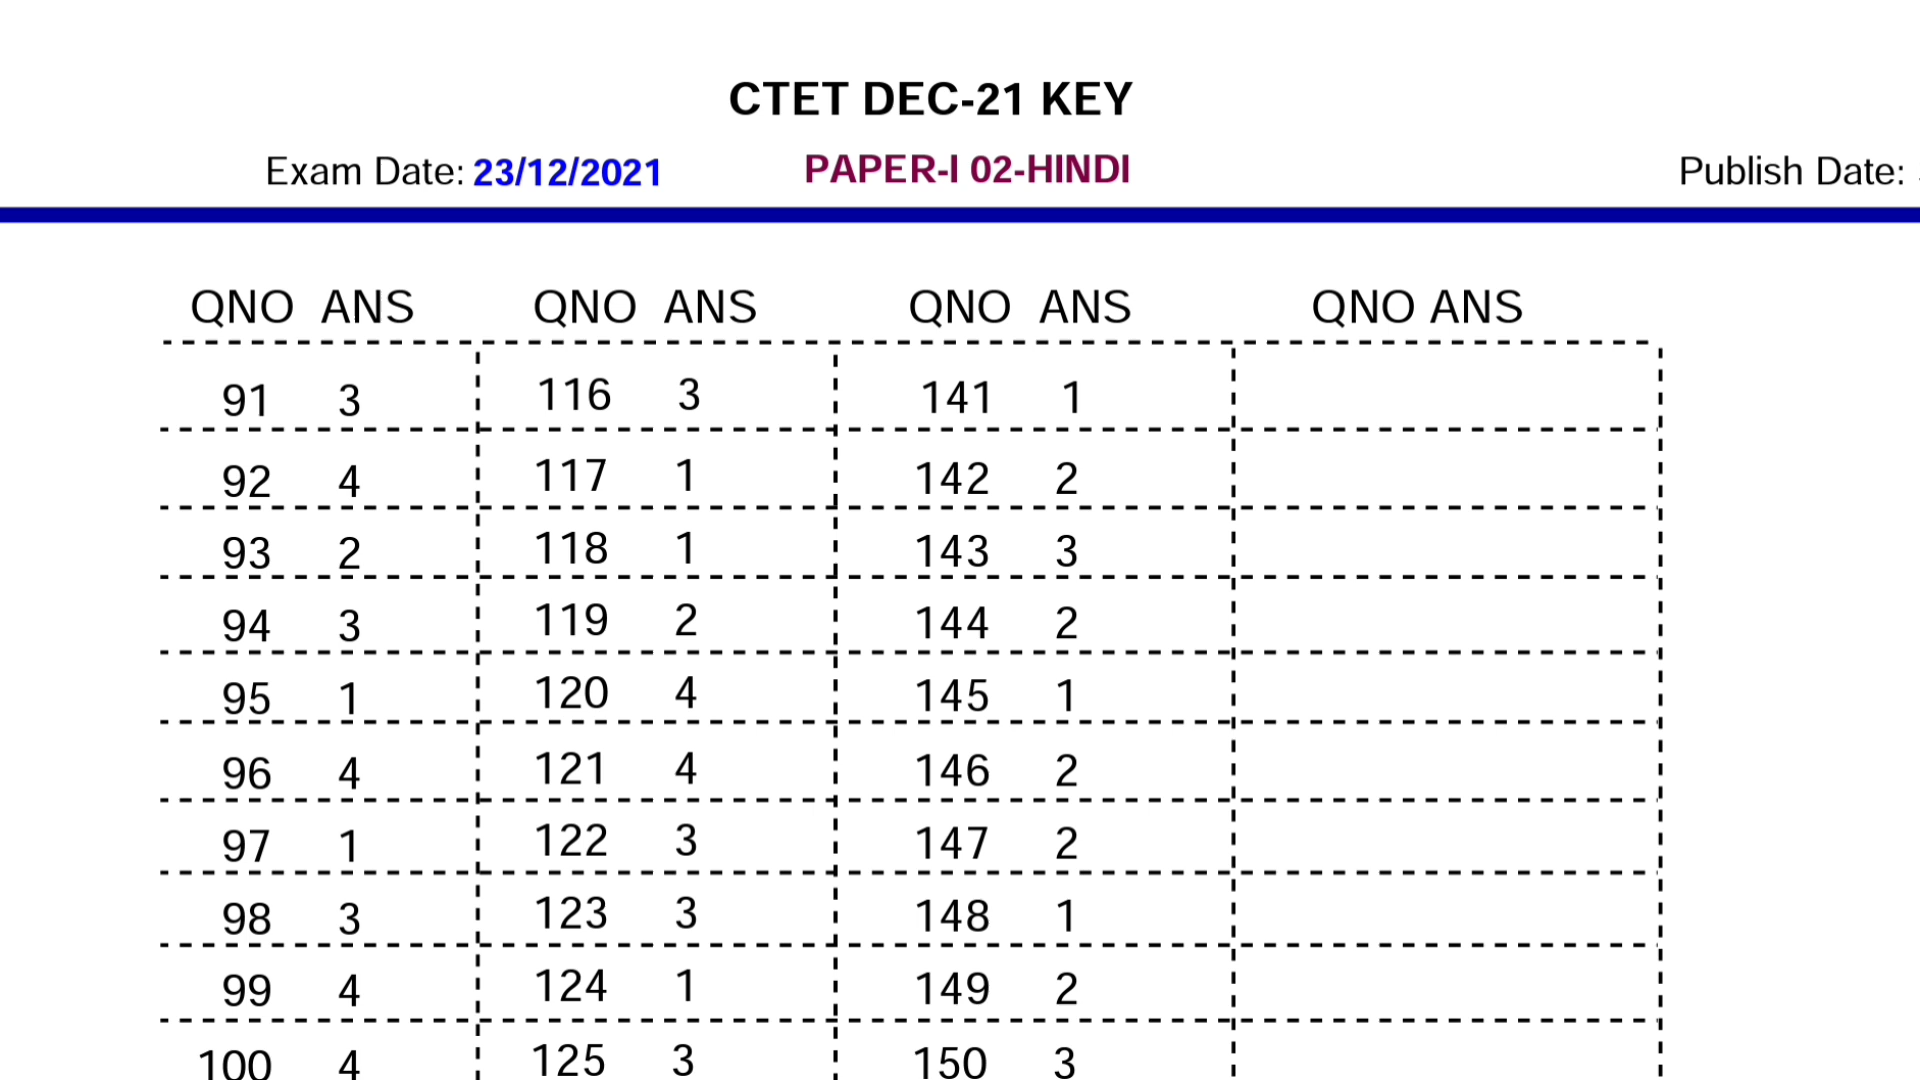 CTET DEC-21 KEY
Exam Date: 23/12/2021 PAPER-I 02-HINDI Publish Date:
QNO ANS QNO ANS QNO ANS QNO ANS
91 3 116 3 141 1
92 4 117 1 142 2
93 2 118 1 143 3
94 3 119 2 144 2
95 1 120 4 145 1
96 4 121 4 146 2
97 1 122 3 147 2
98 3 123 3 148 1
99 4 124 1 149 2
100 4 125 3 150 3